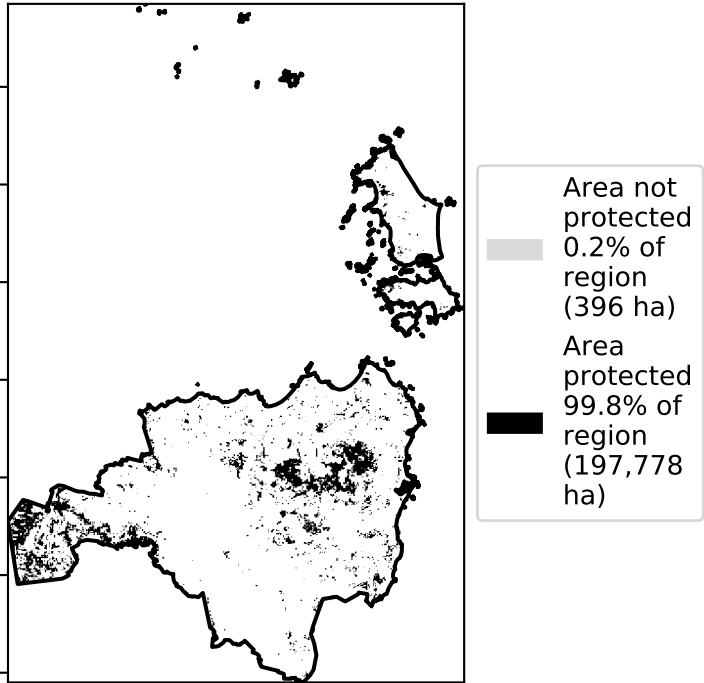 Area not
protected
0.2% of
region
(396 ha)
Area
protected
99.8% of
region
(197,778
ha)